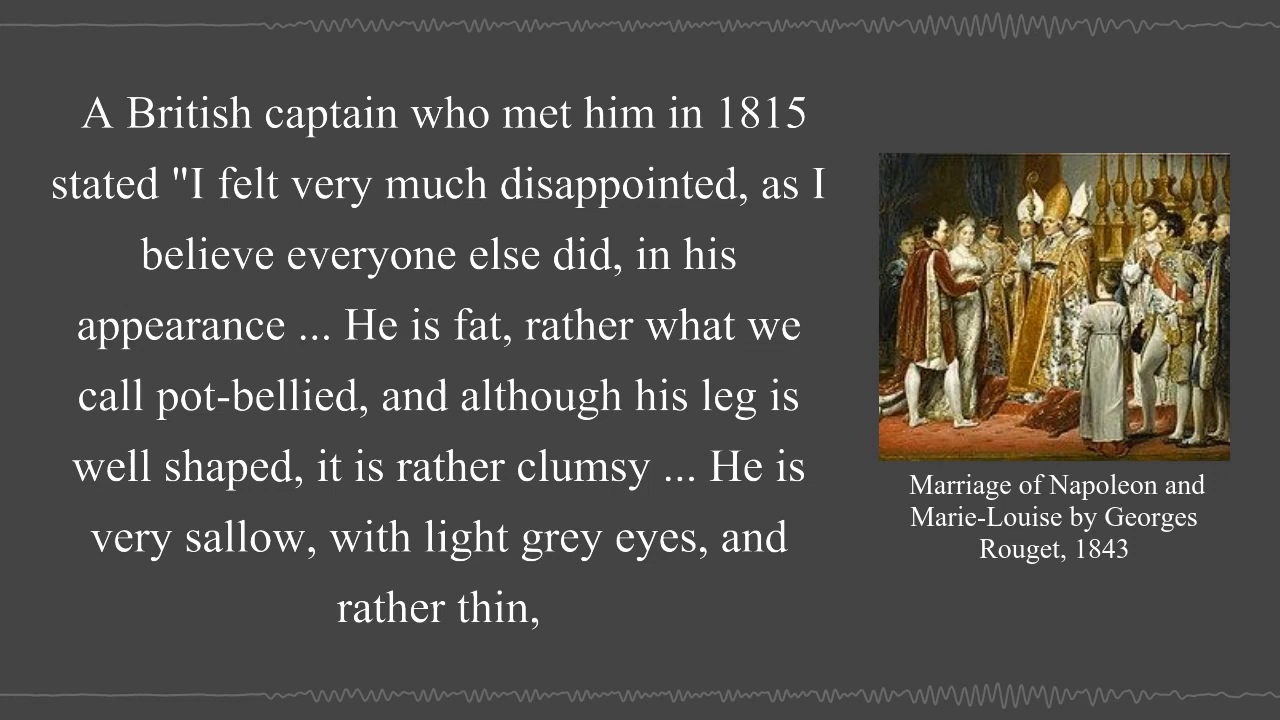 A British captain who met him in 1815
stated "I felt very much disappointed, as I
believe everyone else did, in his
appearance ... He is fat, rather what we
call pot-bellied, and although his leg is
well shaped, it is rather clumsy ... He is
very sallow, with light grey eyes, and
rather thin,
Marriage of Napoleon and
Marie-Louise by Georges
Rouget, 1843